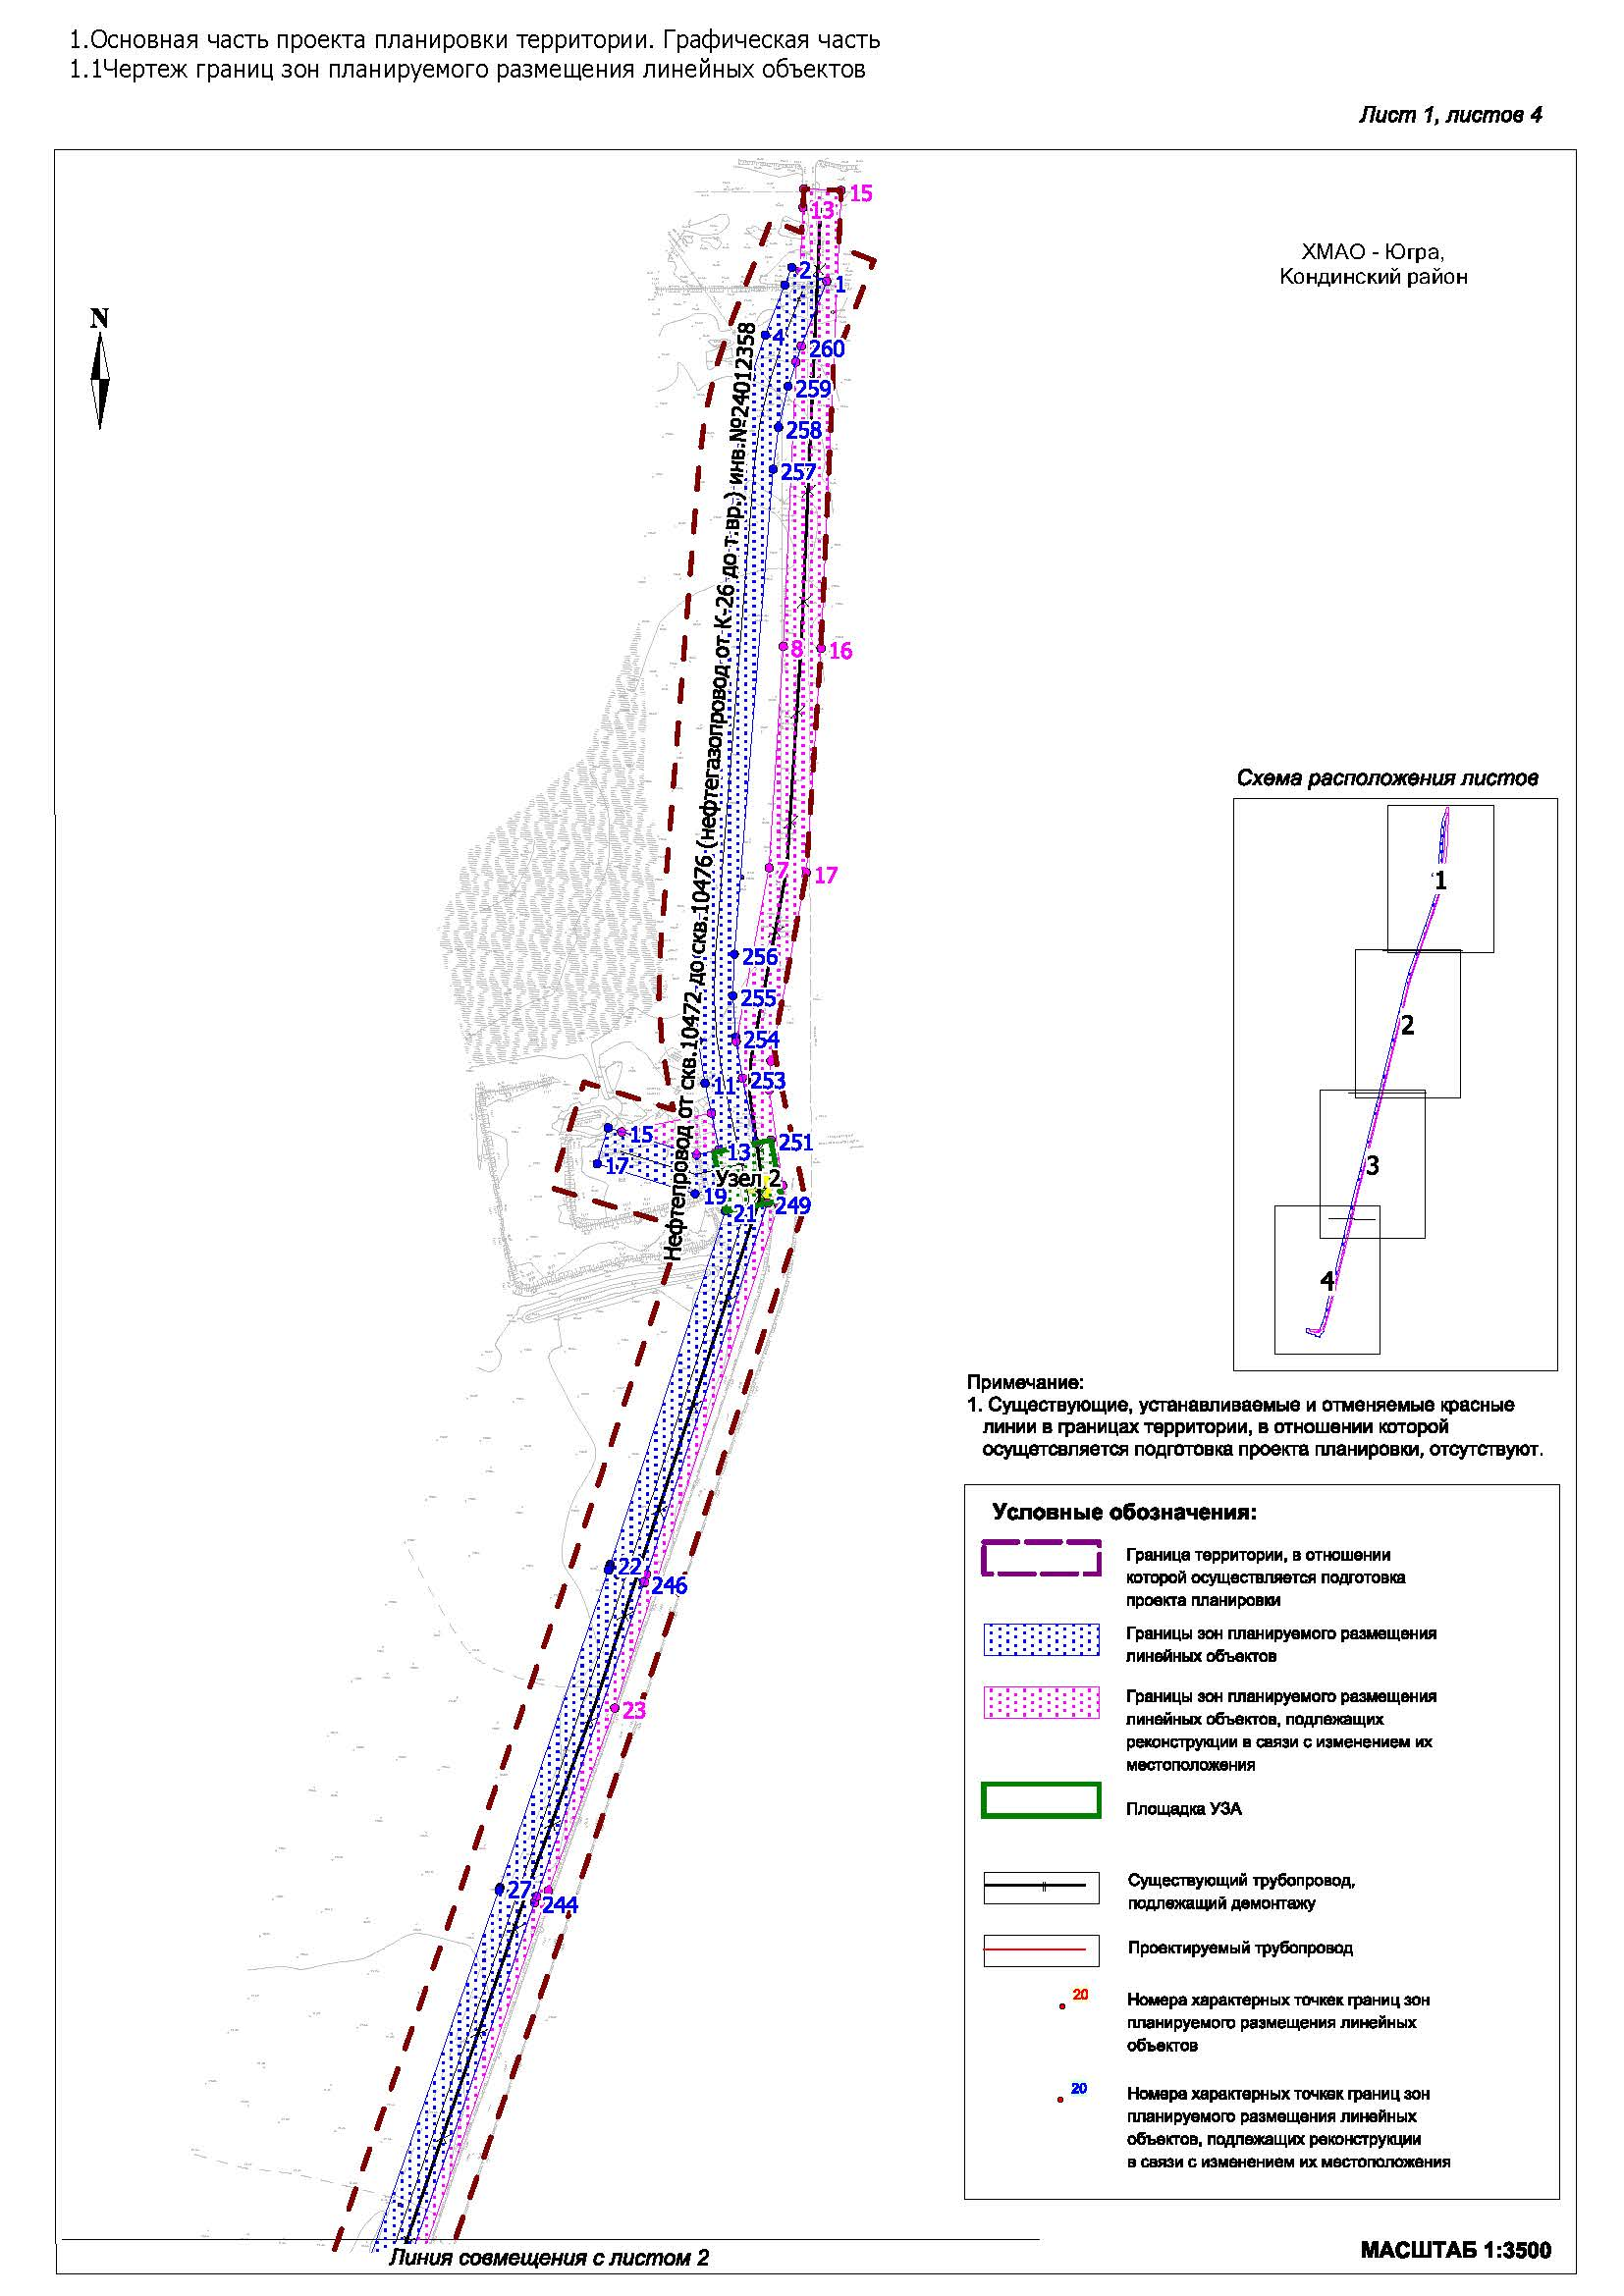 1.Основная часть проекта планировки территории. Графическая часть
1.1Чертеж границ зон планируемого размещения линейных объектов
Лист 1, листов 4
15
13
ХМАО - Югра,
Кондинский район
2
1
N
4
260
259
258
257
Нефтепровод от скв.10472 до скв.10476 (нефтегазопровод от К-26 до т.вр.) инв.№24012358
8
16
7
17
256
255
254
11
253
15
13
251
17
Узел 2
19
21
249
22
246
23
27
244
Линия совмещения с листом 2
Схема расположения листов
1
2
3
4
Примечание:
1. Существующие, устанавливаемые и отменяемые красные
линии в границах территории, в отношении которой
осущетсвляется подготовка проекта планировки, отсутствуют.
Условные обозначения:
Граница территории, в отношении
которой осуществляется подготовка
проекта планировки
Границы зон планируемого размещения
линейных объектов
Границы зон планируемого размещения
линейных объектов, подлежащих
реконструкции в связи с изменением их
местоположения
Площадка УЗА
Существующий трубопровод,
подлежащий демонтажу
Проектируемый трубопровод
20
Номера характерных точкек границ зон
планируемого размещения линейных
объектов
20
Номера характерных точкек границ зон
планируемого размещения линейных
объектов, подлежащих реконструкции
в связи с изменением их местоположения
МАСШТАБ 1:3500